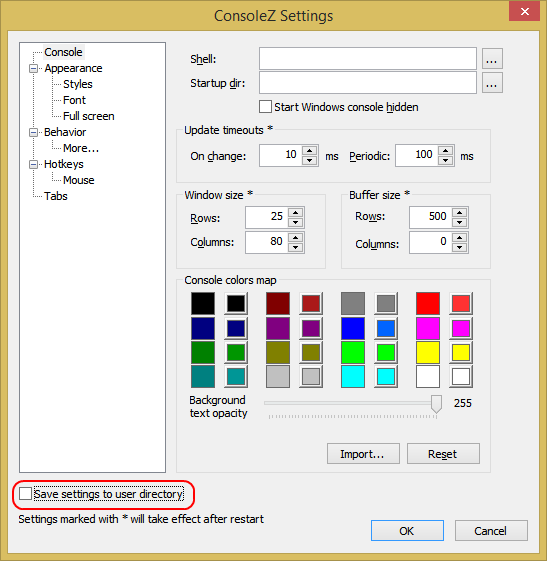 ConsoleZ Settings
Console
Appearance
Styles
Font
Full screen
Behavior
More...
Hotkeys
Mouse
Tabs
Shell:
...
Startup dir:
...
Start Windows console hidden
Update timeouts *
On change: 10 ms Periodic: 100 ms
Window size *
Rows: 25
Columns: 80
Buffer size *
Rows: 500
Columns: 0
Console colors map
Background
text opacity
255
Import... Reset
Save settings to user directory
Settings marked with * will take effect after restart
OK Cancel